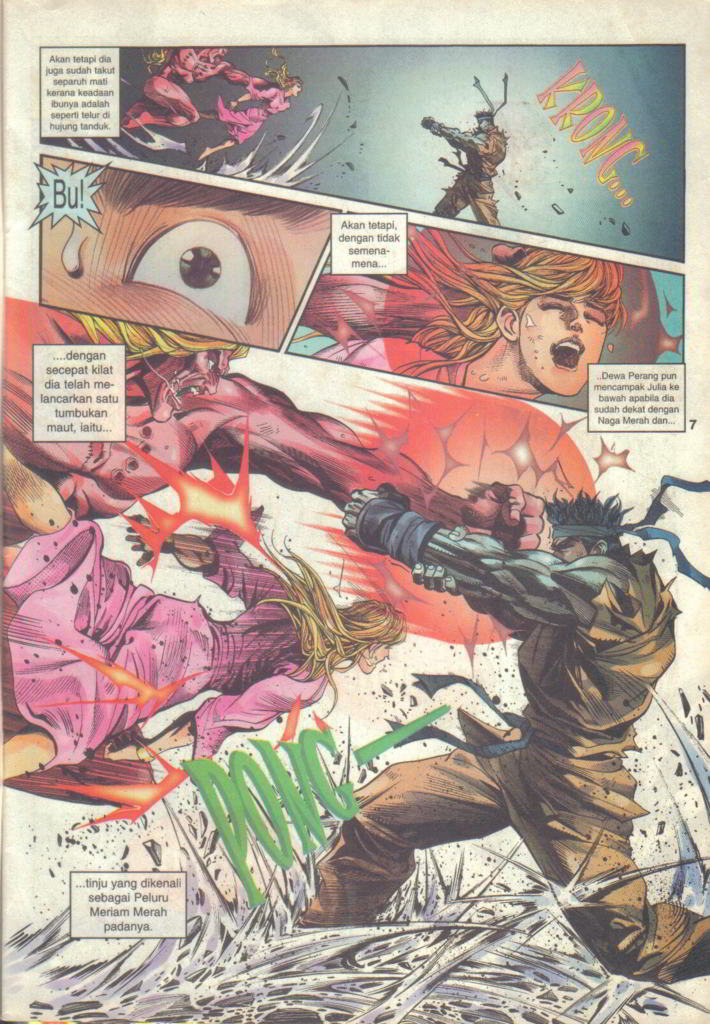 Akan tetapi dia
juga sudah takut
separuh mati
kerana keadaan
ibunya adalah
seperti telur di
hujung tanduk.
KRONG...
Bu!
Akan tetapi,
dengan tidak
semena-
mena...
..Dewa Perang pun
mencampak Julia ke
bawah apabila dia
sudah dekat dengan
Naga Merah dan...
7
....dengan
secepat kilat
dia telah me-
lancarkan satu
tumbukan
maut, iaitu...
PONG—
...tinju yang dikenali
sebagai Peluru
Meriam Merah
padanya.